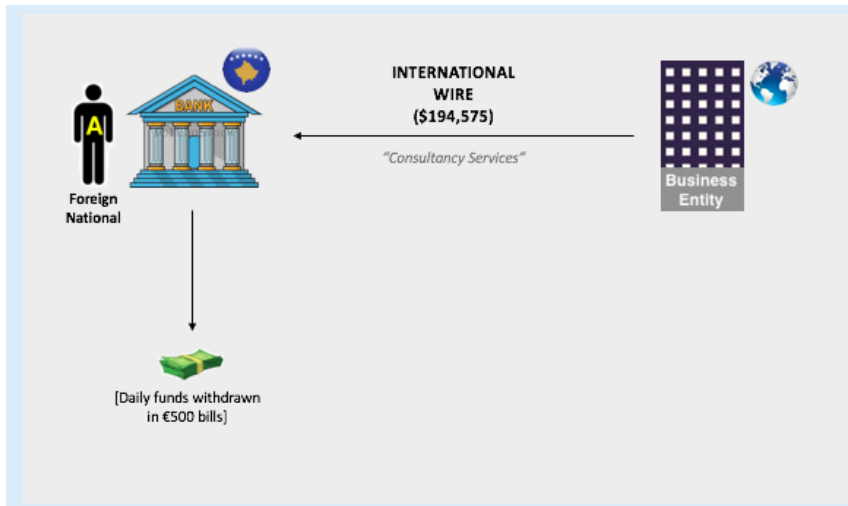 INTERNATIONAL
WIRE
($194,575)
"Consultancy Services"
BANK
A
Foreign
National
Business
Entity
[Daily funds withdrawn
in €500 bills]